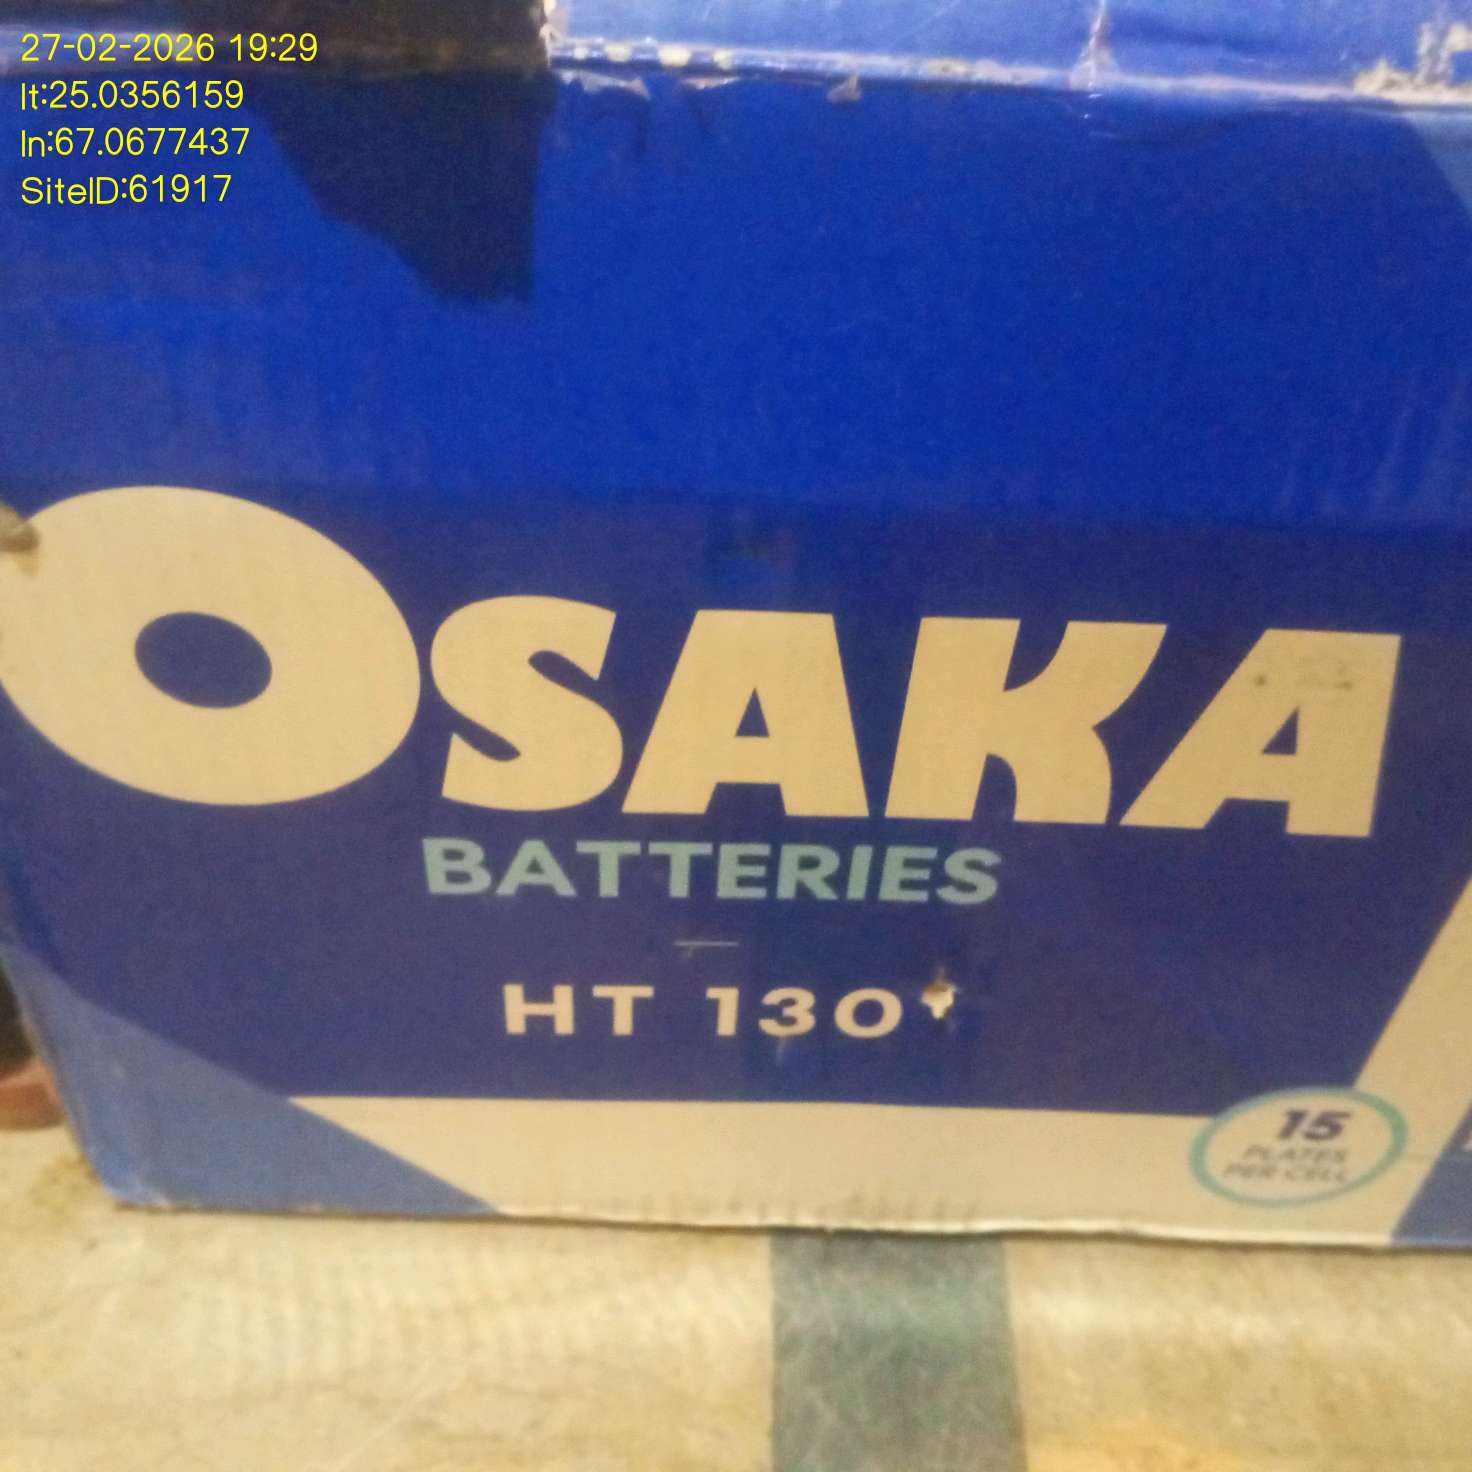 27-02-2026 19:29
lt:25.0356159
ln:67.0677437
SiteID:61917
OSAKA
BATTERIES
HT 130
15
PLATES
PER CELL